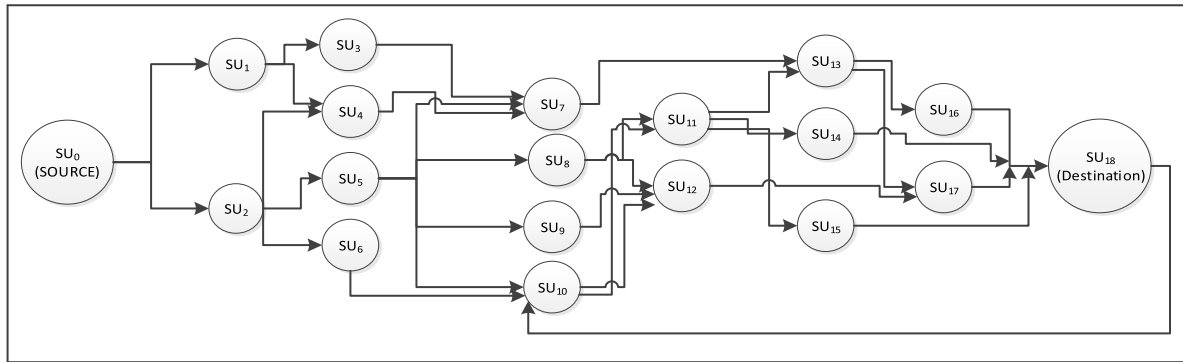 SU₀
(SOURCE)
SU₁
SU₂
SU₃
SU₄
SU₅
SU₆
SU₇
SU₈
SU₉
SU₁₀
SU₁₁
SU₁₂
SU₁₃
SU₁₄
SU₁₅
SU₁₆
SU₁₇
SU₁₈
(Destination)